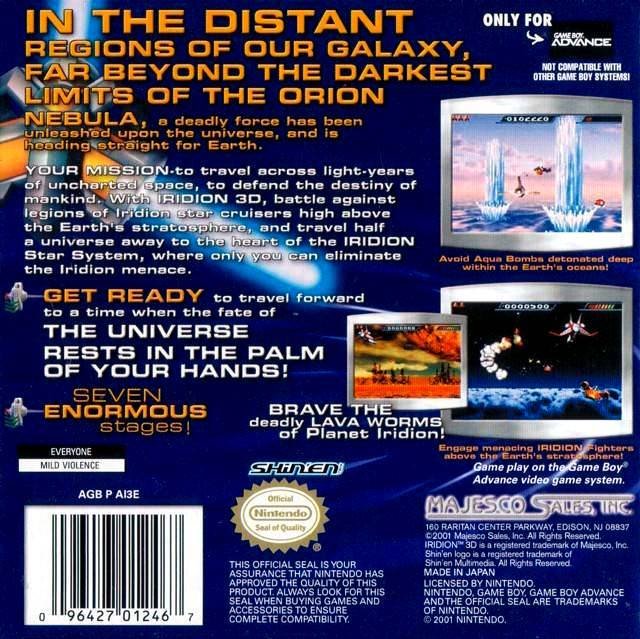 IN THE DISTANT
REGIONS OF OUR GALAXY,
FAR BEYOND THE DARKEST
LIMITS OF THE ORION
NEBULA, a deadly force has been
unleashed upon the universe, and is
heading straight for Earth.
YOUR MISSION-to travel across light-years
of uncharted space, to defend the destiny of
mankind. With IRIDION 3D, battle against
legions of Iridion star cruisers high above
the Earth's stratosphere, and travel half
a universe away to the heart of the IRIDION
Star System, where only you can eliminate
the Iridion menace.
GET READY to travel forward
to a time when the fate of
THE UNIVERSE
RESTS IN THE PALM
OF YOUR HANDS!
SEVEN
ENORMOUS
stages!
BRAVE THE
deadly LAVA WORMS
of Planet Iridion!
ONLY FOR
GAME BOY
ADVANCE
NOT COMPATIBLE WITH
OTHER GAME BOY SYSTEMS!
0102220
Avoid Aqua Bombs detonated deep
within the Earth's oceans!
0000500
Engage menacing IRIDION Fighters
above the Earth's stratosphere!
Game play on the Game Boy®
Advance video game system.
EVERYONE
MILD VIOLENCE
AGB P AI3E
0 96427 01246 7
SHIN'EN
Official
Nintendo
Seal of Quality
®
THIS OFFICIAL SEAL IS YOUR
ASSURANCE THAT NINTENDO HAS
APPROVED THE QUALITY OF THIS
PRODUCT. ALWAYS LOOK FOR THIS
SEAL WHEN BUYING GAMES AND
ACCESSORIES TO ENSURE
COMPLETE COMPATIBILITY.
MAJESCO SALES, INC.
160 RARITAN CENTER PARKWAY, EDISON, NJ 08837
©2001 Majesco Sales, Inc. All Rights Reserved.
IRIDION™ 3D is a registered trademark of Majesco, Inc.
Shin'en logo is a registered trademark of
Shin'en Multimedia. All Rights Reserved.
MADE IN JAPAN
LICENSED BY NINTENDO.
NINTENDO, GAME BOY, GAME BOY ADVANCE
AND THE OFFICIAL SEAL ARE TRADEMARKS
OF NINTENDO.
© 2001 NINTENDO.